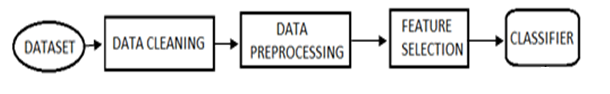 DATASET
DATA CLEANING
DATA
PREPROCESSING
FEATURE
SELECTION
CLASSIFIER